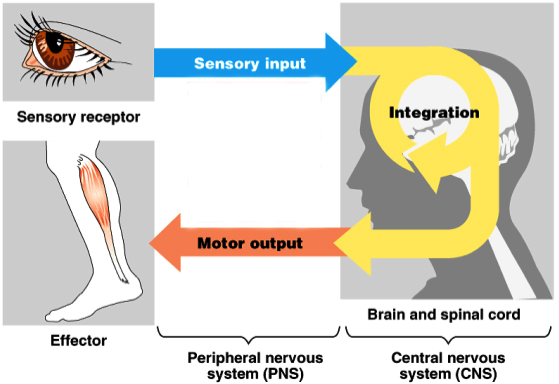 Sensory input
Integration
Sensory receptor
Motor output
Brain and spinal cord
Effector
Peripheral nervous
system (PNS)
Central nervous
system (CNS)